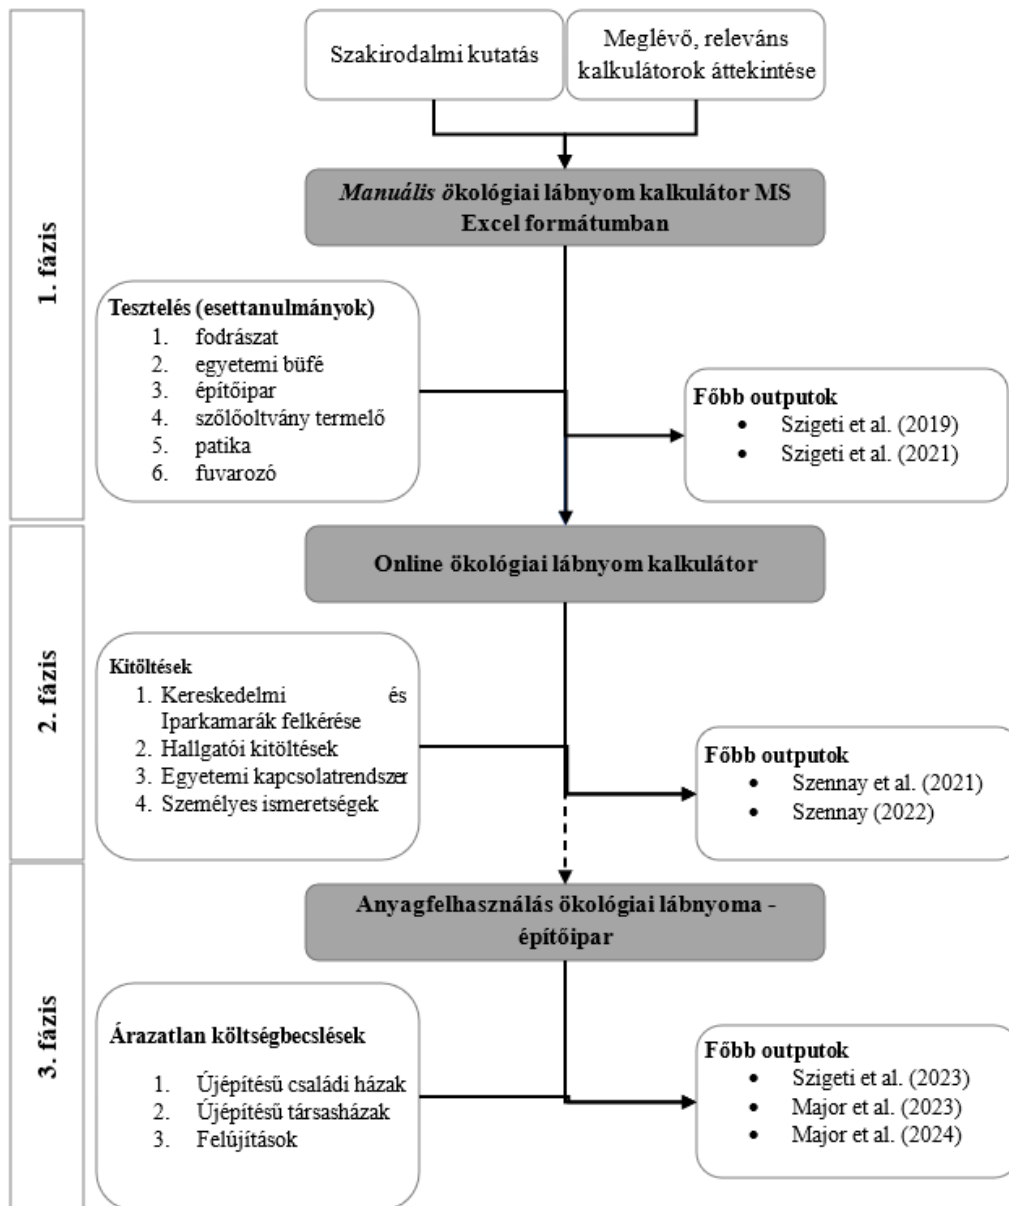 Szakirodalmi kutatás
Meglévő, releváns
kalkulátorok áttekintése
1. fázis
Manuális ökológiai lábnyom kalkulátor MS
Excel formátumban
Tesztelés (esettanulmányok)
1. fodrászat
2. egyetemi büfé
3. építőipar
4. szőlőoltvány termelő
5. patika
6. fuvarozó
Főbb outputok
• Szigeti et al. (2019)
• Szigeti et al. (2021)
2. fázis
Online ökológiai lábnyom kalkulátor
Kitöltések
1. Kereskedelmi és
Iparkamarák felkérése
2. Hallgatói kitöltések
3. Egyetemi kapcsolatrendszer
4. Személyes ismeretségek
Főbb outputok
• Szennay et al. (2021)
• Szennay (2022)
3. fázis
Anyagfelhasználás ökológiai lábnyoma -
építőipar
Árazatlan költségbecslések
1. Újépítésű családi házak
2. Újépítésű társasházak
3. Felújítások
Főbb outputok
• Szigeti et al. (2023)
• Major et al. (2023)
• Major et al. (2024)